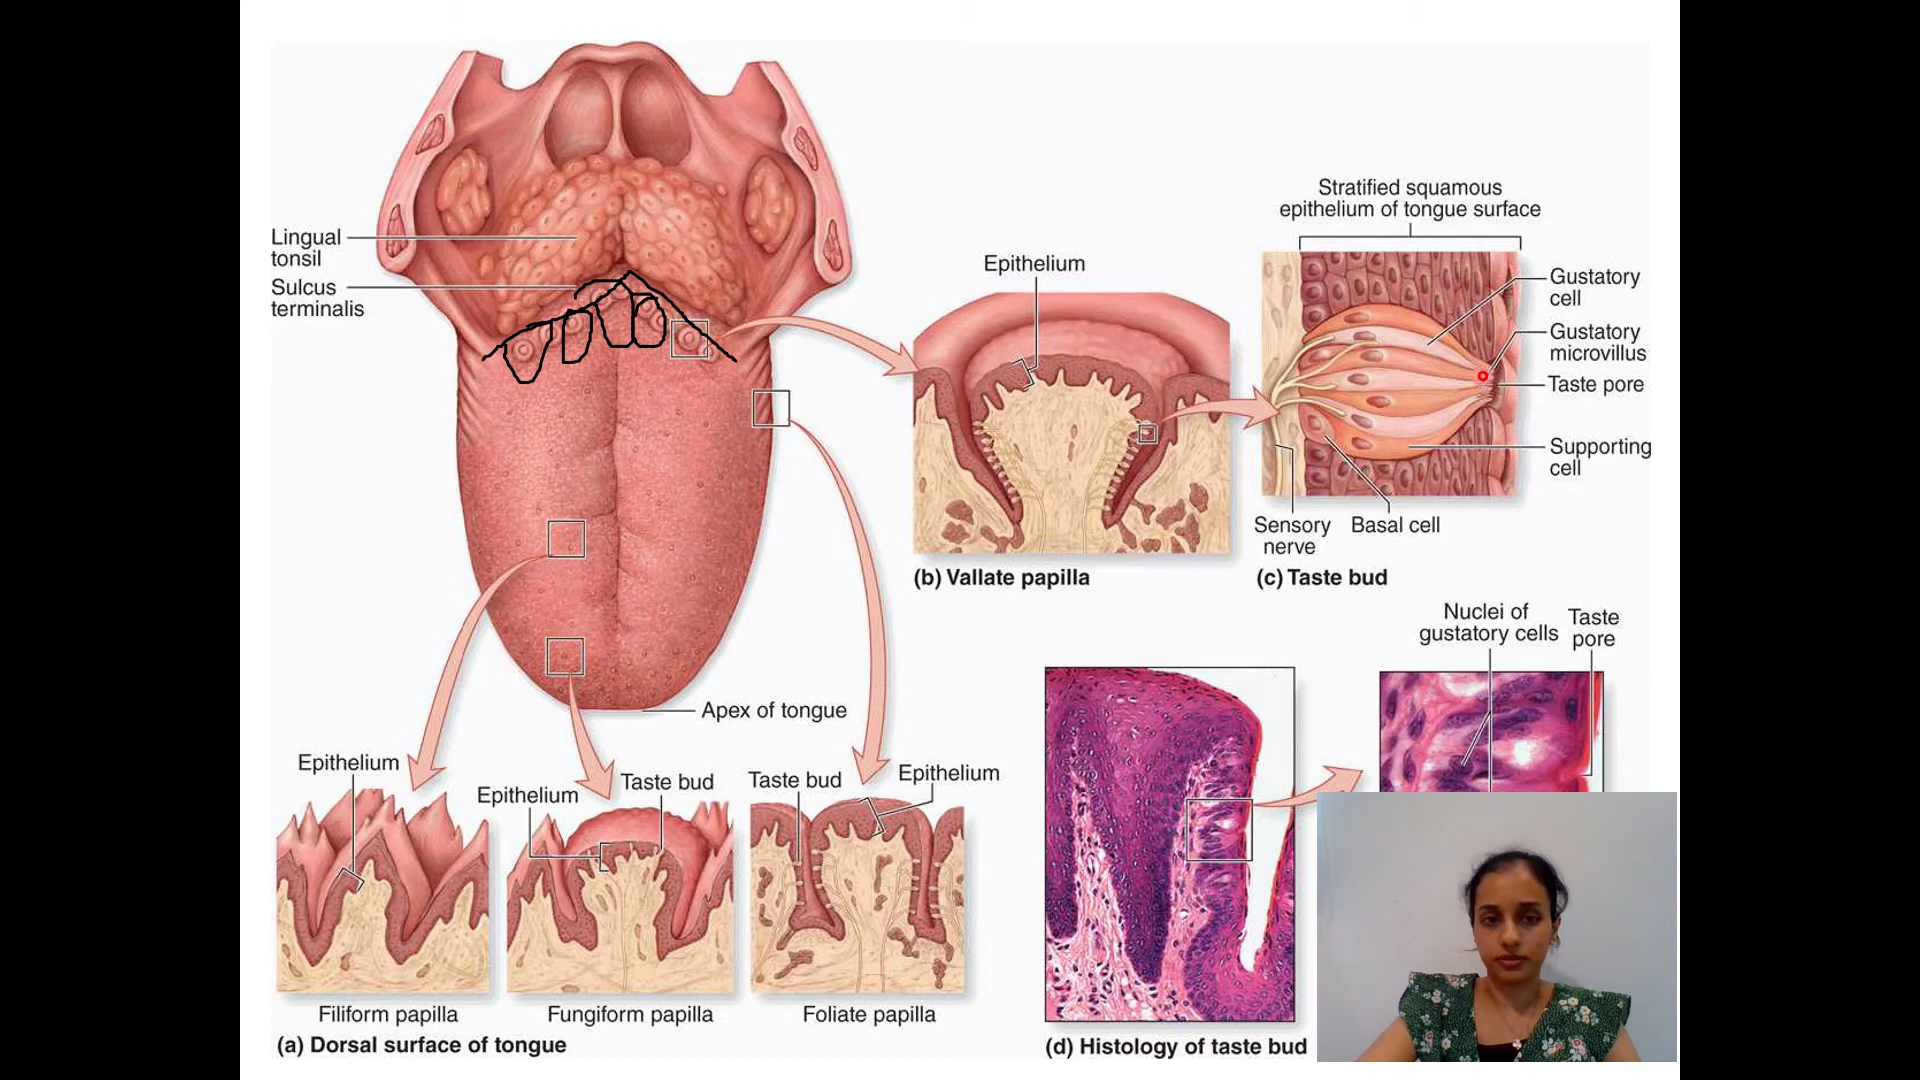 Lingual
tonsil
Sulcus
terminalis
Apex of tongue
Epithelium
Epithelium
Taste bud
Taste bud
Epithelium
Filiform papilla
Fungiform papilla
Foliate papilla
(a) Dorsal surface of tongue
Epithelium
(b) Vallate papilla
Stratified squamous
epithelium of tongue surface
Gustatory
cell
Gustatory
microvillus
Taste pore
Supporting
cell
Sensory
nerve
Basal cell
(c) Taste bud
Nuclei of
gustatory cells
Taste
pore
(d) Histology of taste bud